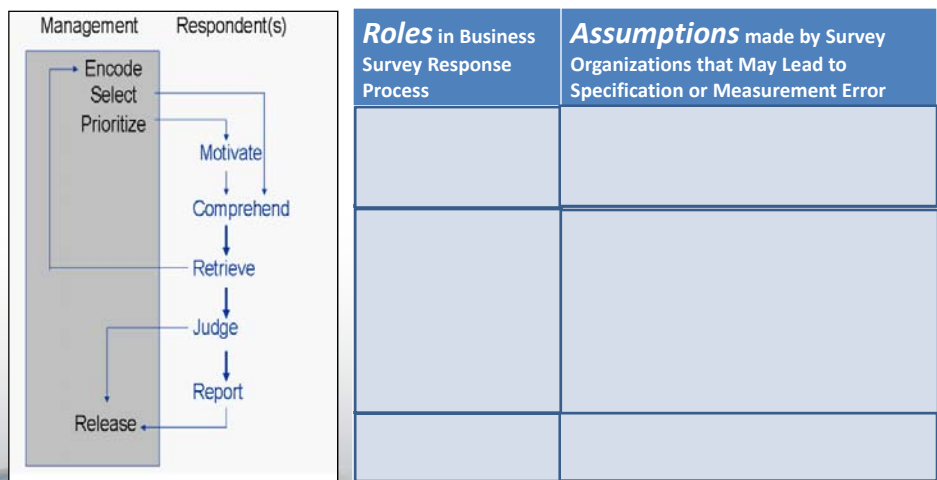 Management Respondent(s)
Encode
Select
Prioritize
Motivate
Comprehend
Retrieve
Judge
Report
Release
Roles in Business
Survey Response
Process
Assumptions made by Survey
Organizations that May Lead to
Specification or Measurement Error